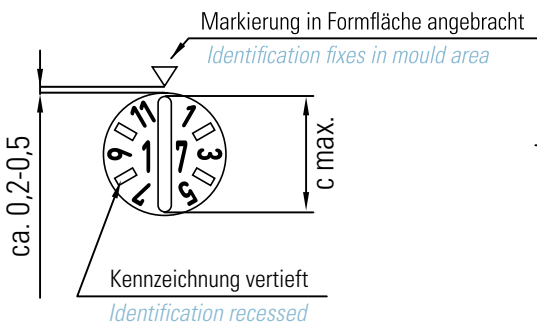 Markierung in Formfläche angebracht
Identification fixes in mould area
11 1
9 1 7 3
7 5
ca. 0,2-0,5
c max.
Kennzeichnung vertieft
Identification recessed